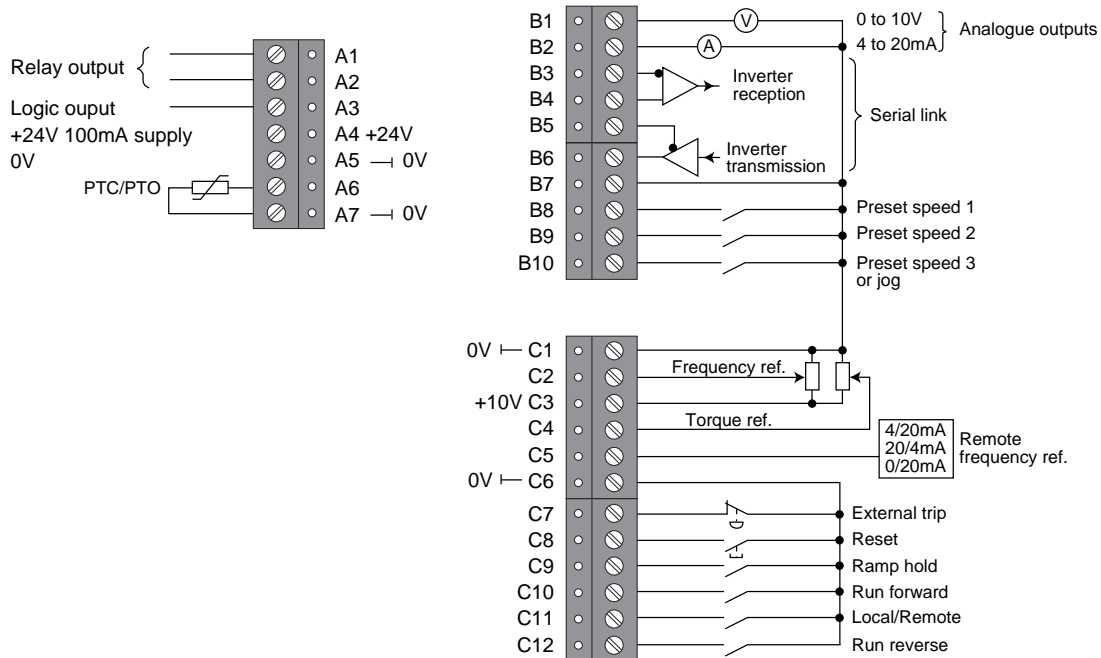 Relay output
A1
A2
Logic ouput
A3
+24V 100mA supply
A4 +24V
0V
A5
0V
PTC/PTO
A6
A7
0V
B1
V
0 to 10V
Analogue outputs
B2
A
4 to 20mA
B3
Inverter
reception
B4
Serial link
B5
B6
Inverter
transmission
B7
B8
Preset speed 1
B9
Preset speed 2
B10
Preset speed 3
or jog
0V
C1
C2
Frequency ref.
+10V C3
C4
Torque ref.
C5
4/20mA
20/4mA
0/20mA
Remote
frequency ref.
0V
C6
C7
External trip
C8
Reset
C9
Ramp hold
C10
Run forward
C11
Local/Remote
C12
Run reverse